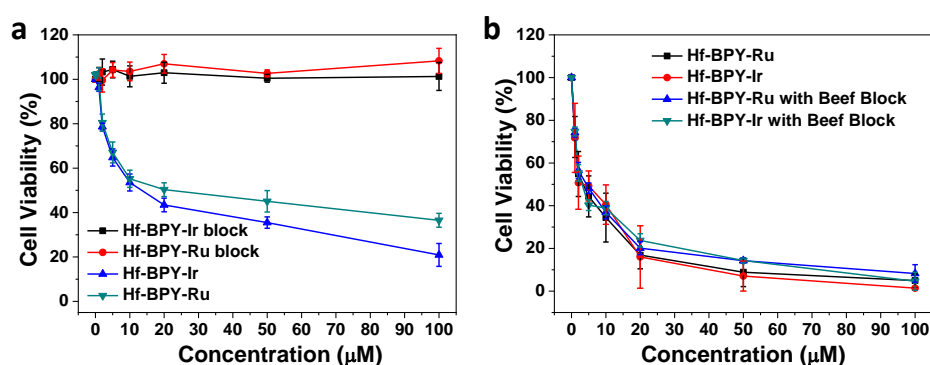 a
120
100
80
60
40
20
0
Cell Viability (%)
Hf-BPY-Ir block
Hf-BPY-Ru block
Hf-BPY-Ir
Hf-BPY-Ru
0 10 20 30 40 50 60 70 80 90 100
Concentration (μM)
b
120
100
80
60
40
20
0
Cell Viability (%)
Hf-BPY-Ru
Hf-BPY-Ir
Hf-BPY-Ru with Beef Block
Hf-BPY-Ir with Beef Block
0 10 20 30 40 50 60 70 80 90 100
Concentration (μM)